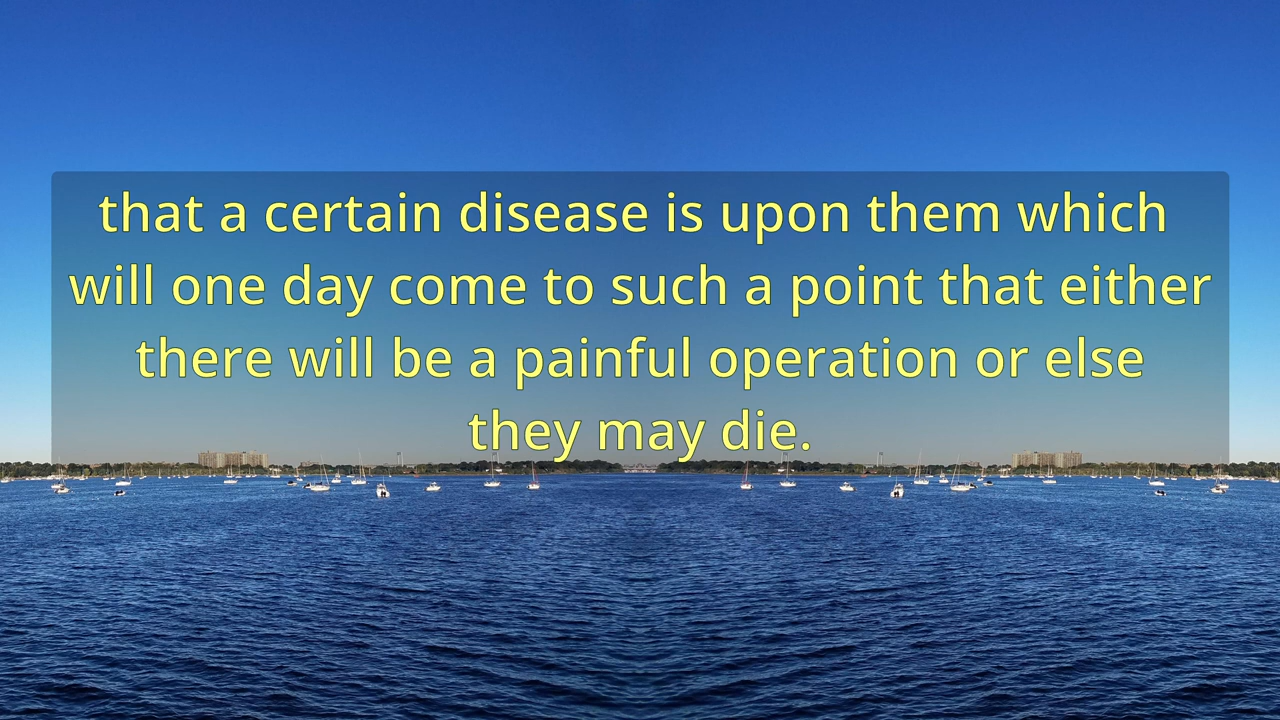 that a certain disease is upon them which
will one day come to such a point that either
there will be a painful operation or else
they may die.